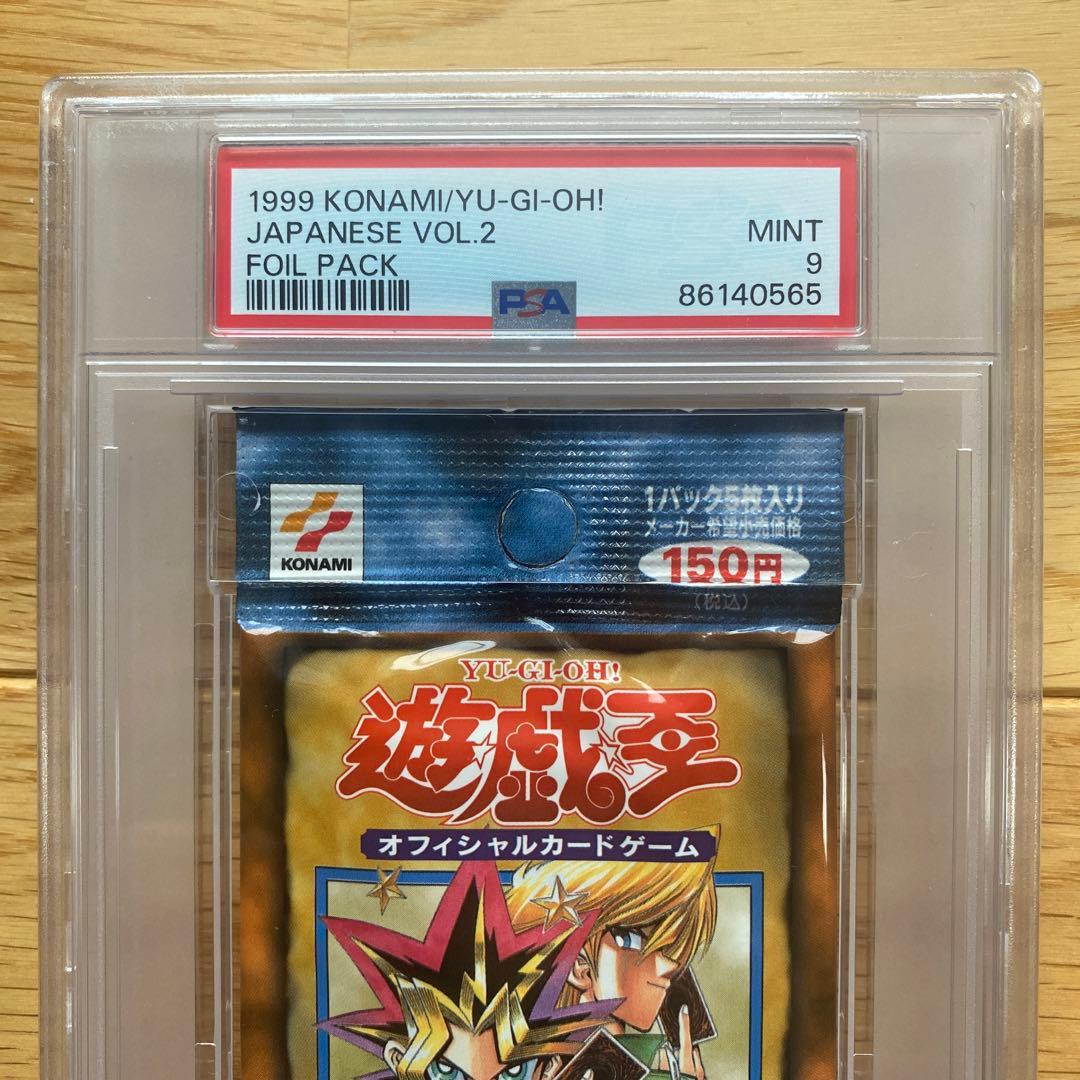 1999 KONAMI/YU-GI-OH!
JAPANESE VOL.2
MINT
FOIL PACK
9
PSA
86140565
KONAMI
1パック5枚入り
メーカー希望小売価格
150円
(税込)
YU-GI-OH!
遊戯王
オフィシャルカードゲーム